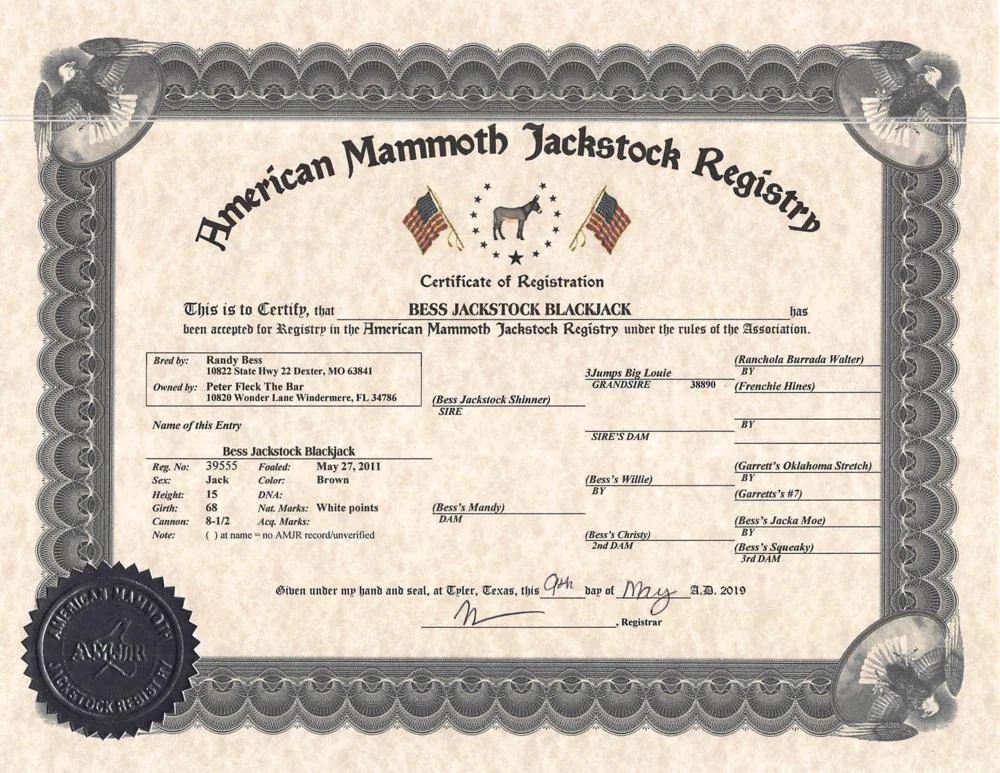 American Mammoth Jackstock Registry
Certificate of Registration
This is to Certify, that BESS JACKSTOCK BLACKJACK has
been accepted for Registry in the American Mammoth Jackstock Registry under the rules of the Association.
Bred by: Randy Bess
10822 State Hwy 22 Dexter, MO 63841
Owned by: Peter Fleck The Bar
10820 Wonder Lane Windermere, FL 34786
Name of this Entry
Bess Jackstock Blackjack
Reg. No: 39555 Foaled: May 27, 2011
Sex: Jack Color: Brown
Height: 15 DNA:
Girth: 68 Nat. Marks: White points
Cannon: 8-1/2 Acq. Marks:
Note: ( ) at name = no AMJR record/unverified
(Bess Jackstock Shinner)
SIRE
(Bess's Mandy)
DAM
3Jumps Big Louie
GRANDSIRE 38890
SIRE'S DAM
(Bess's Willie)
BY
(Bess's Christy)
2nd DAM
(Ranchola Burrada Walter)
BY
(Frenchie Hines)
BY
(Garrett's Oklahoma Stretch)
BY
(Garretts's #7)
(Bess's Jacka Moe)
BY
(Bess's Squeaky)
3rd DAM
Given under my hand and seal, at Tyler, Texas, this 9th day of May A.D. 2019
, Registrar
AMERICAN MAMMOTH
AMJR
JACKSTOCK REGISTRY